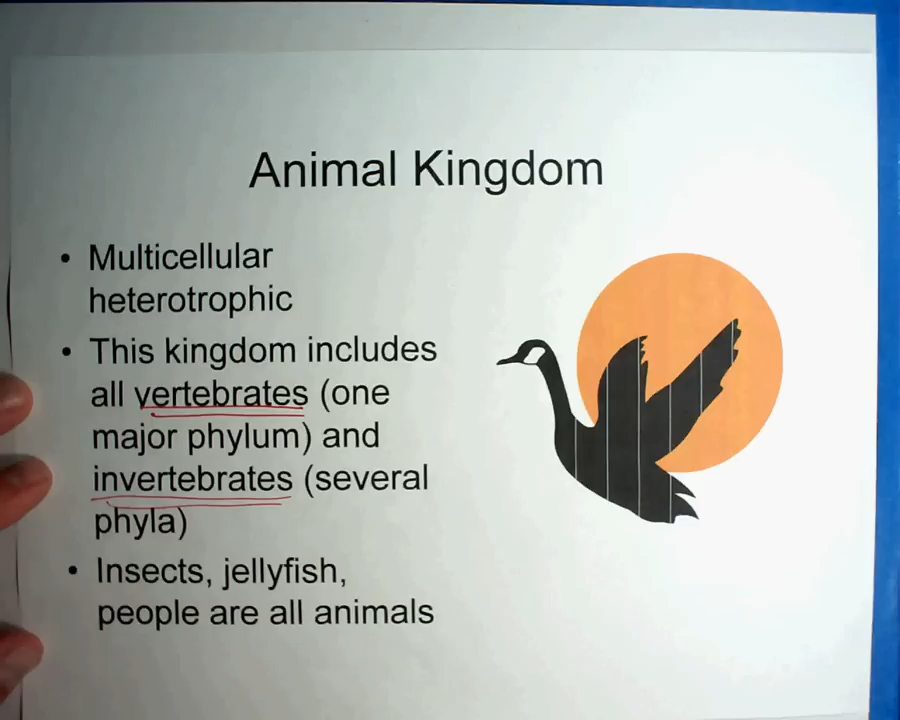 Animal Kingdom
• Multicellular
heterotrophic
• This kingdom includes
all vertebrates (one
major phylum) and
invertebrates (several
phyla)
• Insects, jellyfish,
people are all animals